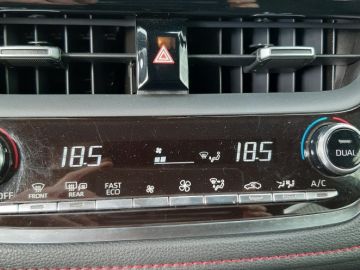 18.5 18.5
DUAL
OFF FRONT REAR FAST ECO A/C